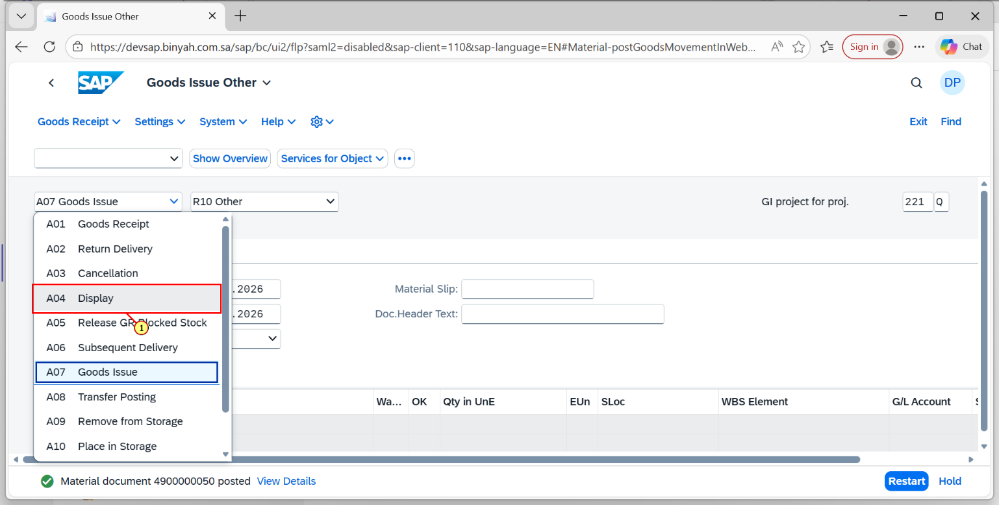 Goods Issue Other
https://devsap.binyah.com.sa/sap/bc/ui2/flp?saml2=disabled&sap-client=110&sap-language=EN#Material-postGoodsMovementInWeb...
Sign in
Chat
SAP
Goods Issue Other
DP
Goods Receipt
Settings
System
Help
Exit
Find
Show Overview
Services for Object
A07 Goods Issue
R10 Other
GI project for proj.
221
Q
A01 Goods Receipt
A02 Return Delivery
A03 Cancellation
A04 Display
A05 Release GR Blocked Stock
A06 Subsequent Delivery
A07 Goods Issue
A08 Transfer Posting
A09 Remove from Storage
A10 Place in Storage
1
.2026
Material Slip:
.2026
Doc.Header Text:
Wa...
OK
Qty in UnE
EUn
SLoc
WBS Element
G/L Account
Material document 4900000050 posted
View Details
Restart
Hold